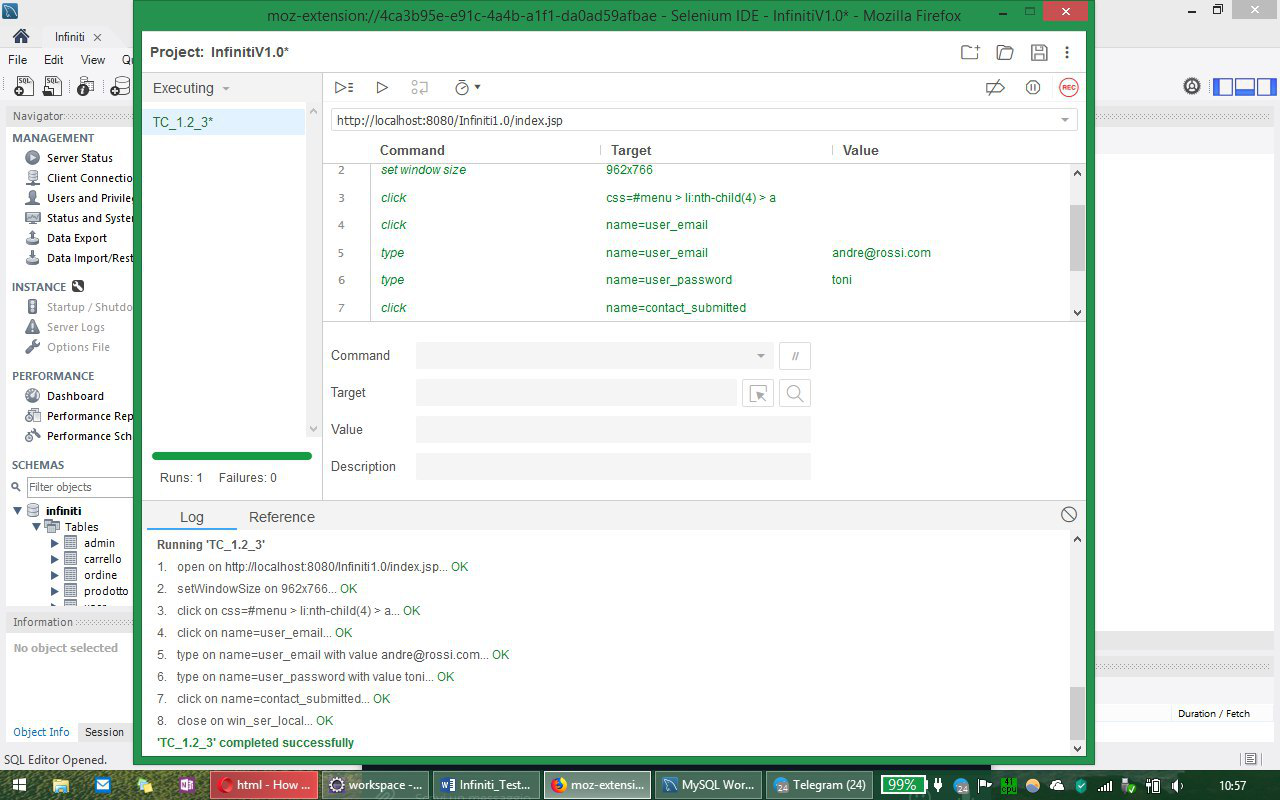 moz-extension://4ca3b95e-e91c-4a4b-a1f1-da0ad59afbae - Selenium IDE - InfinitiV1.0* - Mozilla Firefox
Infiniti
File Edit View
Navigator
MANAGEMENT
Server Status
Client Connectio
Users and Privile
Status and Syste
Data Export
Data Import/Rest
INSTANCE
Startup / Shutdo
Server Logs
Options File
PERFORMANCE
Dashboard
Performance Rep
Performance Sch
SCHEMAS
Filter objects
infiniti
Tables
admin
carrello
ordine
prodotto
Information
No object selected
Object Info Session
SQL Editor Opened.
Project: InfinitiV1.0*
Executing
REC
TC_1.2_3*
http://localhost:8080/Infiniti1.0/index.jsp
Command Target Value
2 set window size 962x766
3 click css=#menu > li:nth-child(4) > a
4 click name=user_email
5 type name=user_email andre@rossi.com
6 type name=user_password toni
7 click name=contact_submitted
Command //
Target
Value
Description
Runs: 1 Failures: 0
Log Reference
Running 'TC_1.2_3'
1. open on http://localhost:8080/Infiniti1.0/index.jsp... OK
2. setWindowSize on 962x766... OK
3. click on css=#menu > li:nth-child(4) > a... OK
4. click on name=user_email... OK
5. type on name=user_email with value andre@rossi.com... OK
6. type on name=user_password with value toni... OK
7. click on name=contact_submitted... OK
8. close on win_ser_local... OK
'TC_1.2_3' completed successfully
Duration / Fetch
html - How ... workspace -... Infiniti_Test... moz-extensi... MySQL Wor... Telegram (24) 99% 24 10:57